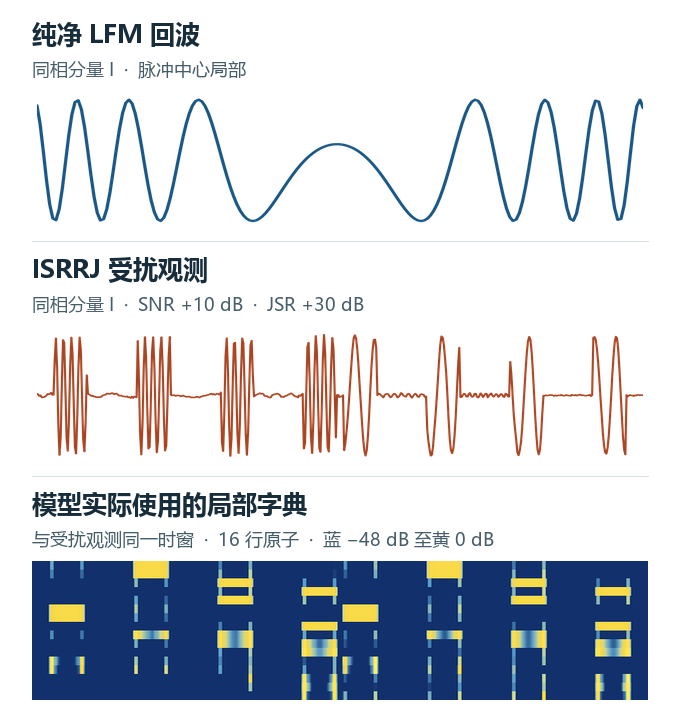 纯净 LFM 回波
同相分量 I · 脉冲中心局部
ISRRJ 受扰观测
同相分量 I · SNR +10 dB · JSR +30 dB
模型实际使用的局部字典
与受扰观测同一时窗 · 16 行原子 · 蓝 −48 dB 至黄 0 dB